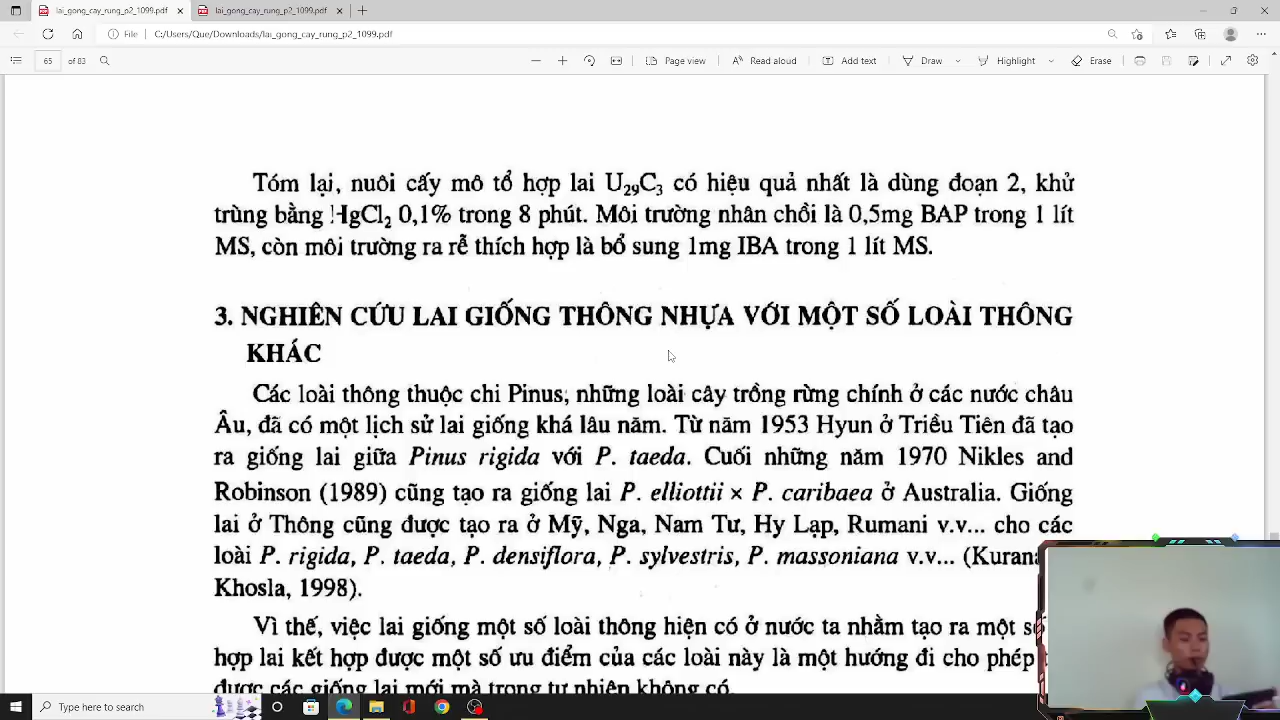 lai_gong_cay_rung_p2_1099.pdf
lai_gong_cay_rung_p2_1099.pdf
File C:/Users/Que/Downloads/lai_gong_cay_rung_p2_1099.pdf
65 of 83 Page view Read aloud Add text Draw Highlight Erase
Tóm lại, nuôi cấy mô tổ hợp lai U₂₉C₃ có hiệu quả nhất là dùng đoạn 2, khử
trùng bằng HgCl₂ 0,1% trong 8 phút. Môi trường nhân chồi là 0,5mg BAP trong 1 lít
MS, còn môi trường ra rễ thích hợp là bổ sung 1mg IBA trong 1 lít MS.
3. NGHIÊN CỨU LAI GIỐNG THÔNG NHỰA VỚI MỘT SỐ LOÀI THÔNG
KHÁC
Các loài thông thuộc chi Pinus, những loài cây trồng rừng chính ở các nước châu
Âu, đã có một lịch sử lai giống khá lâu năm. Từ năm 1953 Hyun ở Triều Tiên đã tạo
ra giống lai giữa Pinus rigida với P. taeda. Cuối những năm 1970 Nikles and
Robinson (1989) cũng tạo ra giống lai P. elliottii × P. caribaea ở Australia. Giống
lai ở Thông cũng được tạo ra ở Mỹ, Nga, Nam Tư, Hy Lạp, Rumani v.v... cho các
loài P. rigida, P. taeda, P. densiflora, P. sylvestris, P. massoniana v.v... (Kurana
Khosla, 1998).
Vì thế, việc lai giống một số loài thông hiện có ở nước ta nhằm tạo ra một số
hợp lai kết hợp được một số ưu điểm của các loài này là một hướng đi cho phép
được các giống lai mới mà trong tự nhiên không có.
Type here to search